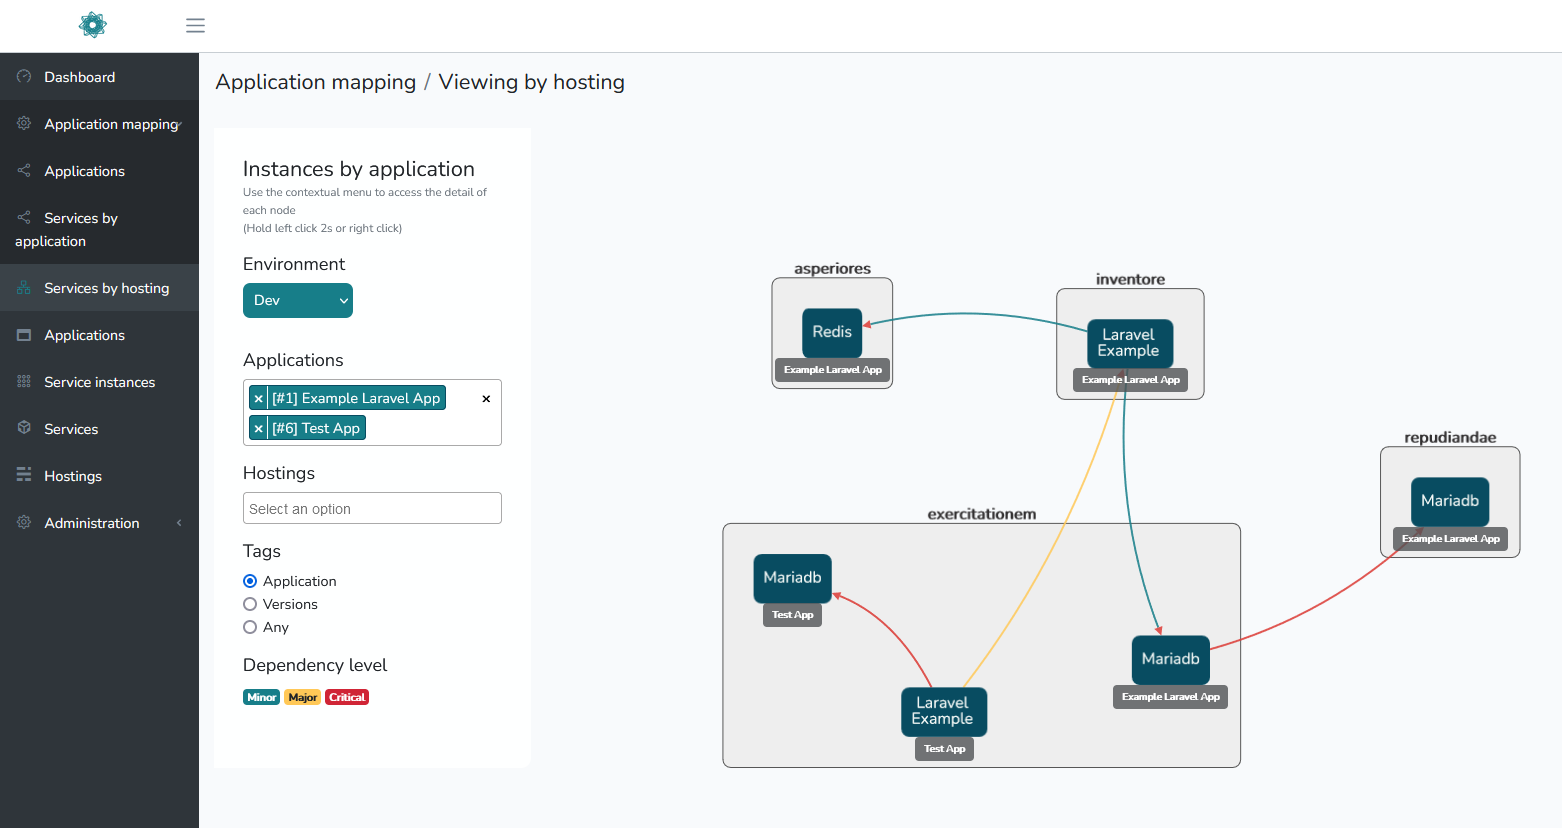 Application mapping / Viewing by hosting
Dashboard
Application mapping
Applications
Services by
application
Services by hosting
Applications
Service instances
Services
Hostings
Administration
Instances by application
Use the contextual menu to access the detail of
each node
(Hold left click 2s or right click)
Environment
Dev
Applications
× [#1] Example Laravel App ×
× [#6] Test App
Hostings
Select an option
Tags
Application
Versions
Any
Dependency level
Minor Major Critical
asperiores
Redis
Example Laravel App
inventore
Laravel
Example
Example Laravel App
repudiandae
Mariadb
Example Laravel App
exercitationem
Mariadb
Test App
Mariadb
Example Laravel App
Laravel
Example
Test App